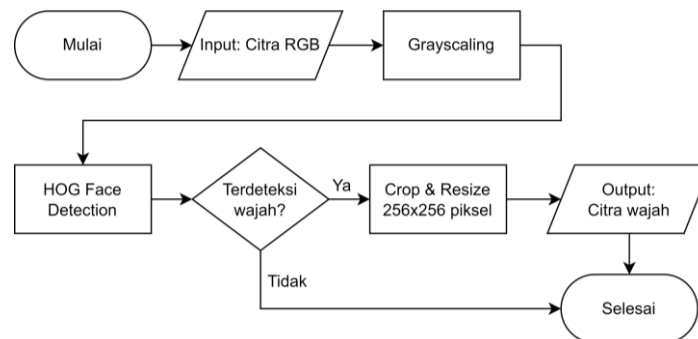 Mulai
Input: Citra RGB
Grayscaling
HOG Face
Detection
Terdeteksi
wajah?
Ya
Crop & Resize
256x256 piksel
Output:
Citra wajah
Tidak
Selesai